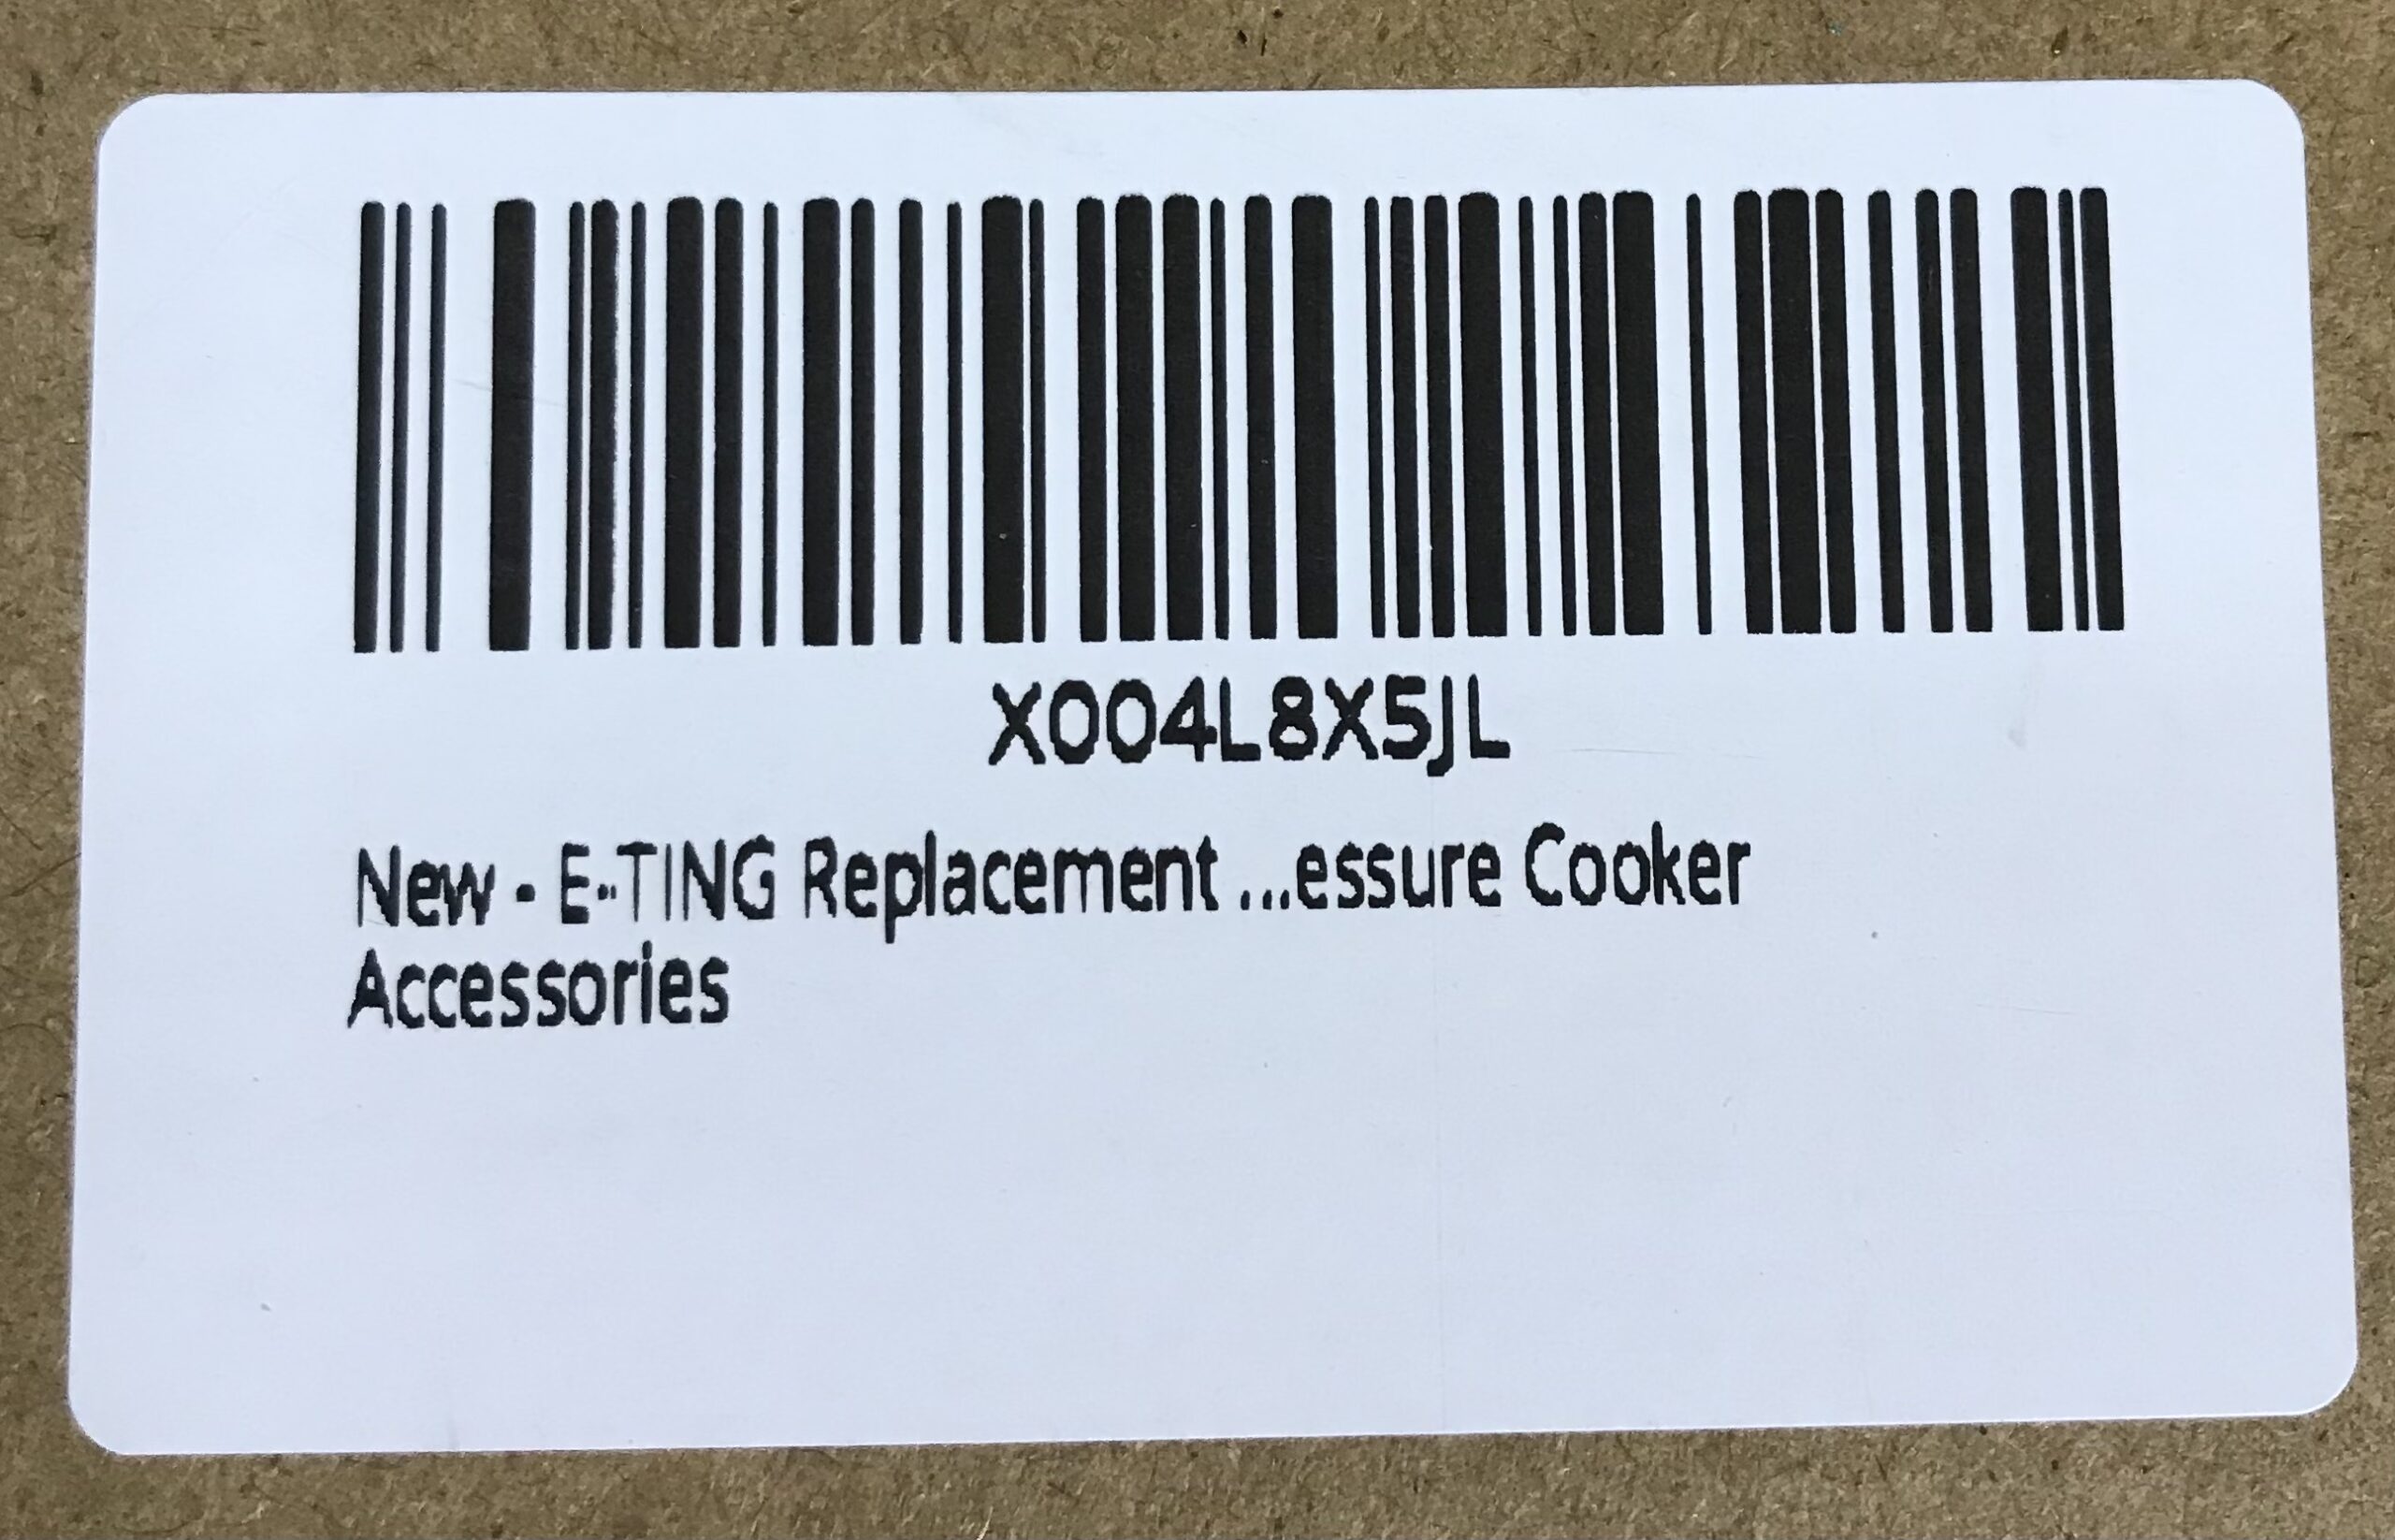 X004L8X5JL
New - E-TING Replacement ...essure Cooker
Accessories